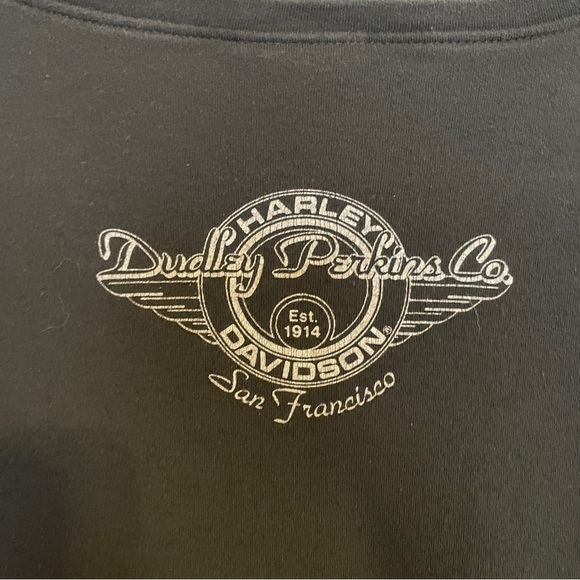 HARLEY
Dudley Perkins Co.
Est.
1914
DAVIDSON®
San Francisco